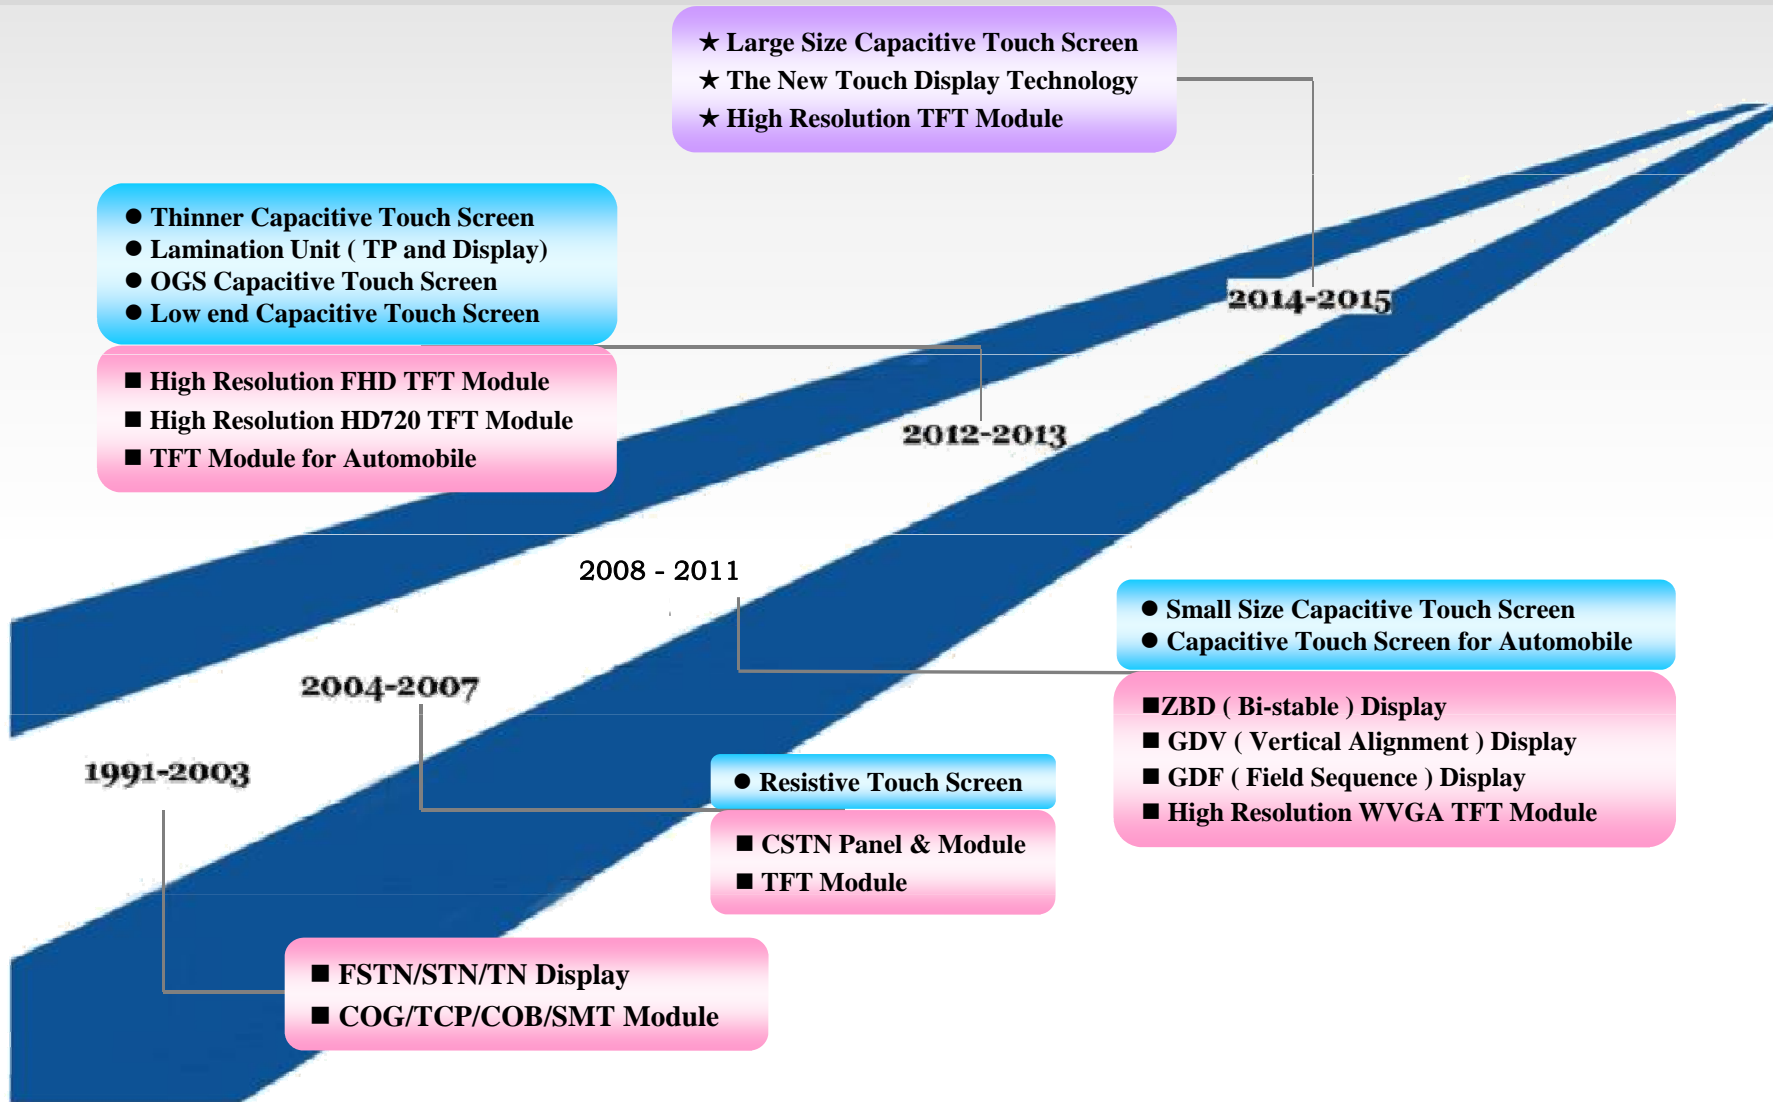 ★ Large Size Capacitive Touch Screen
★ The New Touch Display Technology
★ High Resolution TFT Module
● Thinner Capacitive Touch Screen
● Lamination Unit ( TP and Display)
● OGS Capacitive Touch Screen
● Low end Capacitive Touch Screen
■ High Resolution FHD TFT Module
■ High Resolution HD720 TFT Module
■ TFT Module for Automobile
2014-2015
2012-2013
2008 - 2011
● Small Size Capacitive Touch Screen
● Capacitive Touch Screen for Automobile
■ZBD ( Bi-stable ) Display
■ GDV ( Vertical Alignment ) Display
■ GDF ( Field Sequence ) Display
■ High Resolution WVGA TFT Module
2004-2007
1991-2003
● Resistive Touch Screen
■ CSTN Panel & Module
■ TFT Module
■ FSTN/STN/TN Display
■ COG/TCP/COB/SMT Module